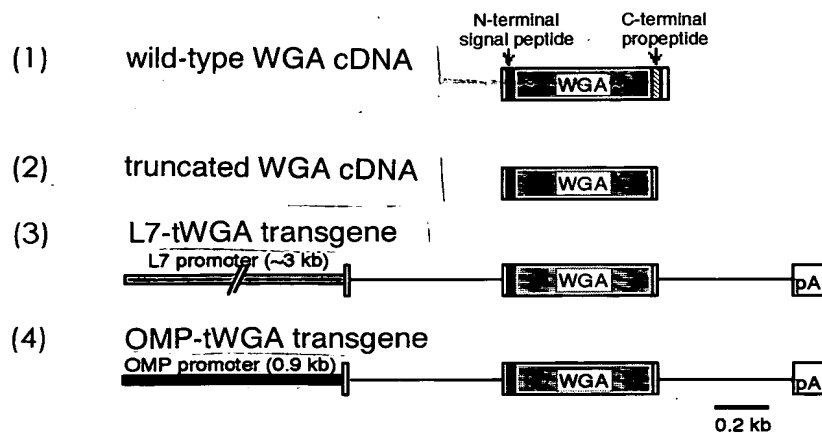 N-terminal signal peptide
C-terminal propeptide
(1) wild-type WGA cDNA
WGA
(2) truncated WGA cDNA
WGA
(3) L7-tWGA transgene
L7 promoter (~3 kb)
WGA
pA
(4) OMP-tWGA transgene
OMP promoter (0.9 kb)
WGA
pA
0.2 kb